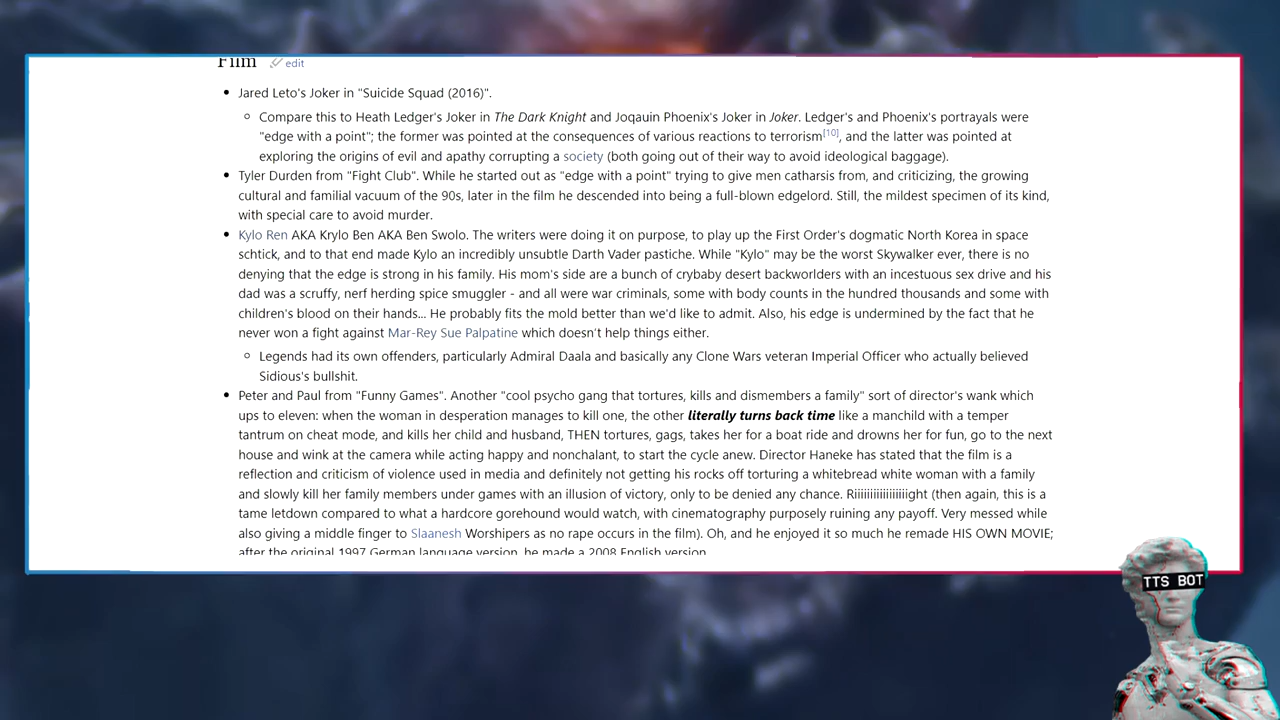 Film edit
Jared Leto's Joker in "Suicide Squad (2016)".
Compare this to Heath Ledger's Joker in The Dark Knight and Joqauin Phoenix's Joker in Joker. Ledger's and Phoenix's portrayals were
"edge with a point"; the former was pointed at the consequences of various reactions to terrorism[10], and the latter was pointed at
exploring the origins of evil and apathy corrupting a society (both going out of their way to avoid ideological baggage).
Tyler Durden from "Fight Club". While he started out as "edge with a point" trying to give men catharsis from, and criticizing, the growing
cultural and familial vacuum of the 90s, later in the film he descended into being a full-blown edgelord. Still, the mildest specimen of its kind,
with special care to avoid murder.
Kylo Ren AKA Krylo Ben AKA Ben Swolo. The writers were doing it on purpose, to play up the First Order's dogmatic North Korea in space
schtick, and to that end made Kylo an incredibly unsubtle Darth Vader pastiche. While "Kylo" may be the worst Skywalker ever, there is no
denying that the edge is strong in his family. His mom's side are a bunch of crybaby desert backworlders with an incestuous sex drive and his
dad was a scruffy, nerf herding spice smuggler - and all were war criminals, some with body counts in the hundred thousands and some with
children's blood on their hands... He probably fits the mold better than we'd like to admit. Also, his edge is undermined by the fact that he
never won a fight against Mar-Rey Sue Palpatine which doesn't help things either.
Legends had its own offenders, particularly Admiral Daala and basically any Clone Wars veteran Imperial Officer who actually believed
Sidious's bullshit.
Peter and Paul from "Funny Games". Another "cool psycho gang that tortures, kills and dismembers a family" sort of director's wank which
ups to eleven: when the woman in desperation manages to kill one, the other literally turns back time like a manchild with a temper
tantrum on cheat mode, and kills her child and husband, THEN tortures, gags, takes her for a boat ride and drowns her for fun, go to the next
house and wink at the camera while acting happy and nonchalant, to start the cycle anew. Director Haneke has stated that the film is a
reflection and criticism of violence used in media and definitely not getting his rocks off torturing a whitebread white woman with a family
and slowly kill her family members under games with an illusion of victory, only to be denied any chance. Riiiiiiiiiiiiiiiiight (then again, this is a
tame letdown compared to what a hardcore gorehound would watch, with cinematography purposely ruining any payoff. Very messed while
also giving a middle finger to Slaanesh Worshipers as no rape occurs in the film). Oh, and he enjoyed it so much he remade HIS OWN MOVIE;
after the original 1997 German language version, he made a 2008 English version
TTS BOT